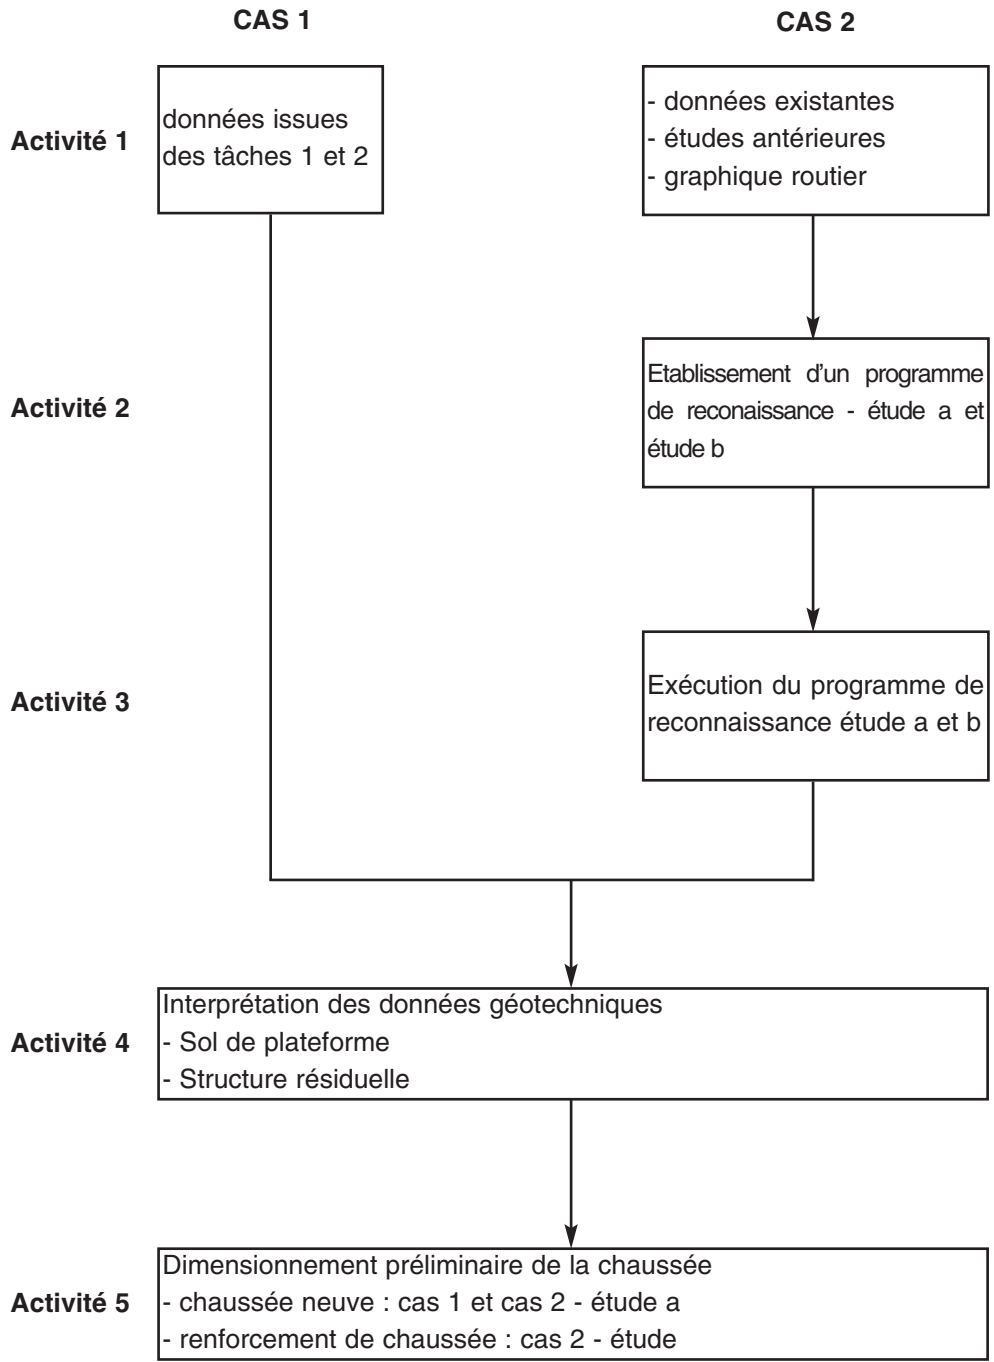 CAS 1
CAS 2
Activité 1
données issues
des tâches 1 et 2
- données existantes
- études antérieures
- graphique routier
Activité 2
Etablissement d'un programme
de reconaissance - étude a et
étude b
Activité 3
Exécution du programme de
reconnaissance étude a et b
Activité 4
Interprétation des données géotechniques
- Sol de plateforme
- Structure résiduelle
Activité 5
Dimensionnement préliminaire de la chaussée
- chaussée neuve : cas 1 et cas 2 - étude a
- renforcement de chaussée : cas 2 - étude